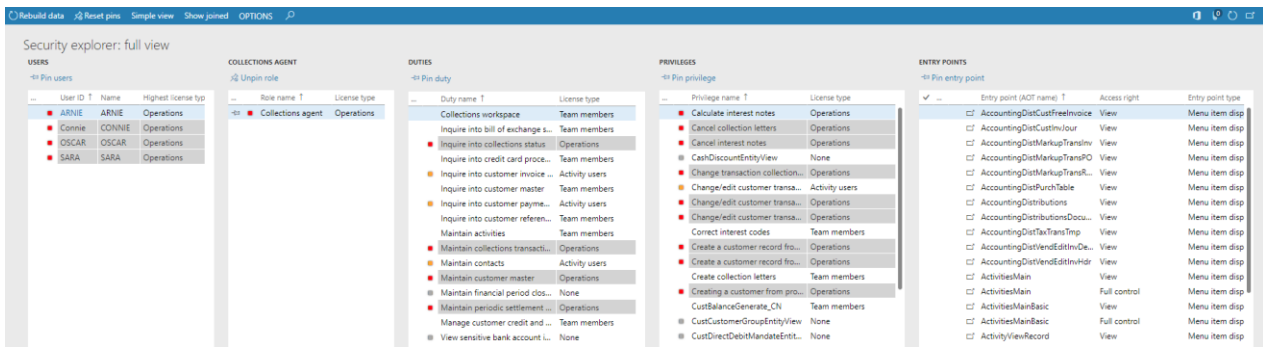 Rebuild data Reset pins Simple view Show joined OPTIONS
Security explorer: full view
USERS
Pin users
... User ID ↑ Name Highest license typ
ARNIE ARNIE Operations
Connie CONNIE Operations
OSCAR OSCAR Operations
SARA SARA Operations
COLLECTIONS AGENT
Unpin role
... Role name ↑ License type
Collections agent Operations
DUTIES
Pin duty
... Duty name ↑ License type
Collections workspace Team members
Inquire into bill of exchange s... Team members
Inquire into collections status Operations
Inquire into credit card proce... Team members
Inquire into customer invoice ... Activity users
Inquire into customer master Team members
Inquire into customer payme... Activity users
Inquire into customer referen... Team members
Maintain activities Team members
Maintain collections transacti... Operations
Maintain contacts Activity users
Maintain customer master Operations
Maintain financial period clos... None
Maintain periodic settlement ... Operations
Manage customer credit and ... Team members
View sensitive bank account i... None
PRIVILEGES
Pin privilege
... Privilege name ↑ License type
Calculate interest notes Operations
Cancel collection letters Operations
Cancel interest notes Operations
CashDiscountEntityView None
Change transaction collection... Operations
Change/edit customer transa... Activity users
Change/edit customer transa... Operations
Change/edit customer transa... Operations
Correct interest codes Team members
Create a customer record fro... Operations
Create a customer record fro... Operations
Create collection letters Team members
Creating a customer from pro... Operations
CustBalanceGenerate_CN Team members
CustCustomerGroupEntityView None
CustDirectDebitMandateEntit... None
ENTRY POINTS
Pin entry point
... Entry point (AOT name) ↑ Access right Entry point type
AccountingDistCustFreeInvoice View Menu item disp
AccountingDistCustInvJour View Menu item disp
AccountingDistMarkupTransInv View Menu item disp
AccountingDistMarkupTransPO View Menu item disp
AccountingDistMarkupTransR... View Menu item disp
AccountingDistPurchTable View Menu item disp
AccountingDistributions View Menu item disp
AccountingDistributionsDocu... View Menu item disp
AccountingDistTaxTransTmp View Menu item disp
AccountingDistVendEditInvDe... View Menu item disp
AccountingDistVendEditInvHdr View Menu item disp
ActivitiesMain View Menu item disp
ActivitiesMain Full control Menu item disp
ActivitiesMainBasic View Menu item disp
ActivitiesMainBasic Full control Menu item disp
ActivityViewRecord View Menu item disp